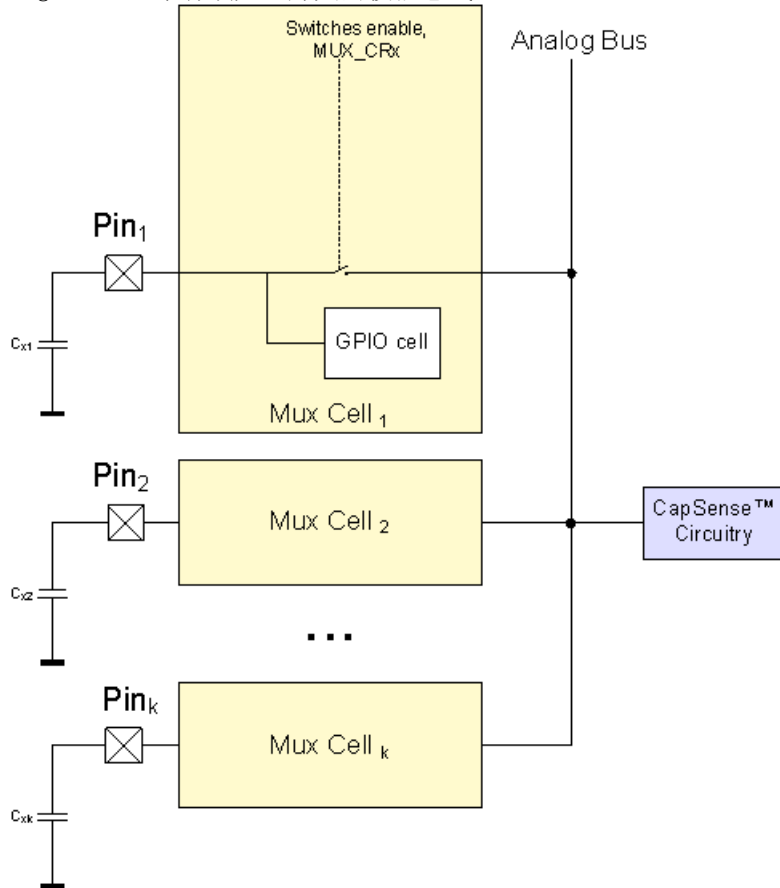 Switches enable,
MUX_CRx
Analog Bus
Pin1
Cx1
GPIO cell
Mux Cell 1
Pin2
Mux Cell 2
CapSense™
Circuitry
Cx2
...
Pink
Mux Cell k
Cxk